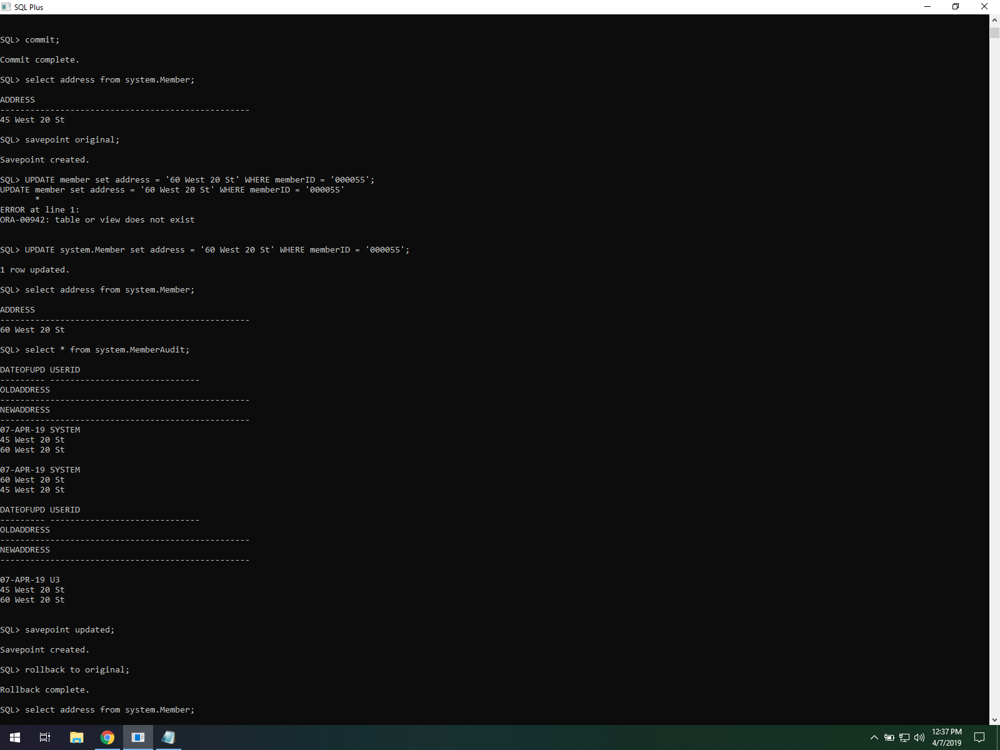 SQL Plus
SQL> commit;
Commit complete.
SQL> select address from system.Member;
ADDRESS
--------------------------------------------------
45 West 20 St
SQL> savepoint original;
Savepoint created.
SQL> UPDATE member set address = '60 West 20 St' WHERE memberID = '000055';
UPDATE member set address = '60 West 20 St' WHERE memberID = '000055'
       *
ERROR at line 1:
ORA-00942: table or view does not exist
SQL> UPDATE system.Member set address = '60 West 20 St' WHERE memberID = '000055';
1 row updated.
SQL> select address from system.Member;
ADDRESS
--------------------------------------------------
60 West 20 St
SQL> select * from system.MemberAudit;
DATEOFUPD USERID
--------- ------------------------------
OLDADDRESS
--------------------------------------------------
NEWADDRESS
--------------------------------------------------
07-APR-19 SYSTEM
45 West 20 St
60 West 20 St
07-APR-19 SYSTEM
60 West 20 St
45 West 20 St
DATEOFUPD USERID
--------- ------------------------------
OLDADDRESS
--------------------------------------------------
NEWADDRESS
--------------------------------------------------
07-APR-19 U3
45 West 20 St
60 West 20 St
SQL> savepoint updated;
Savepoint created.
SQL> rollback to original;
Rollback complete.
SQL> select address from system.Member;
12:37 PM
4/7/2019